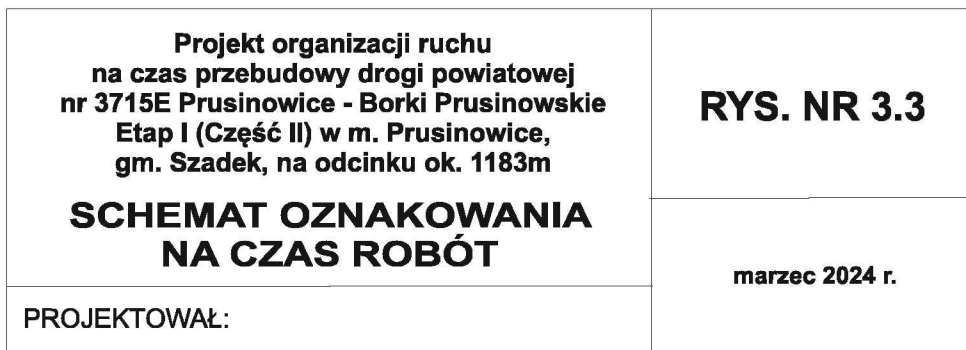 Projekt organizacji ruchu
na czas przebudowy drogi powiatowej
nr 3715E Prusinowice - Borki Prusinowskie
Etap I (Część II) w m. Prusinowice,
gm. Szadek, na odcinku ok. 1183m
SCHEMAT OZNAKOWANIA
NA CZAS ROBÓT
PROJEKTOWAŁ:
RYS. NR 3.3
marzec 2024 r.